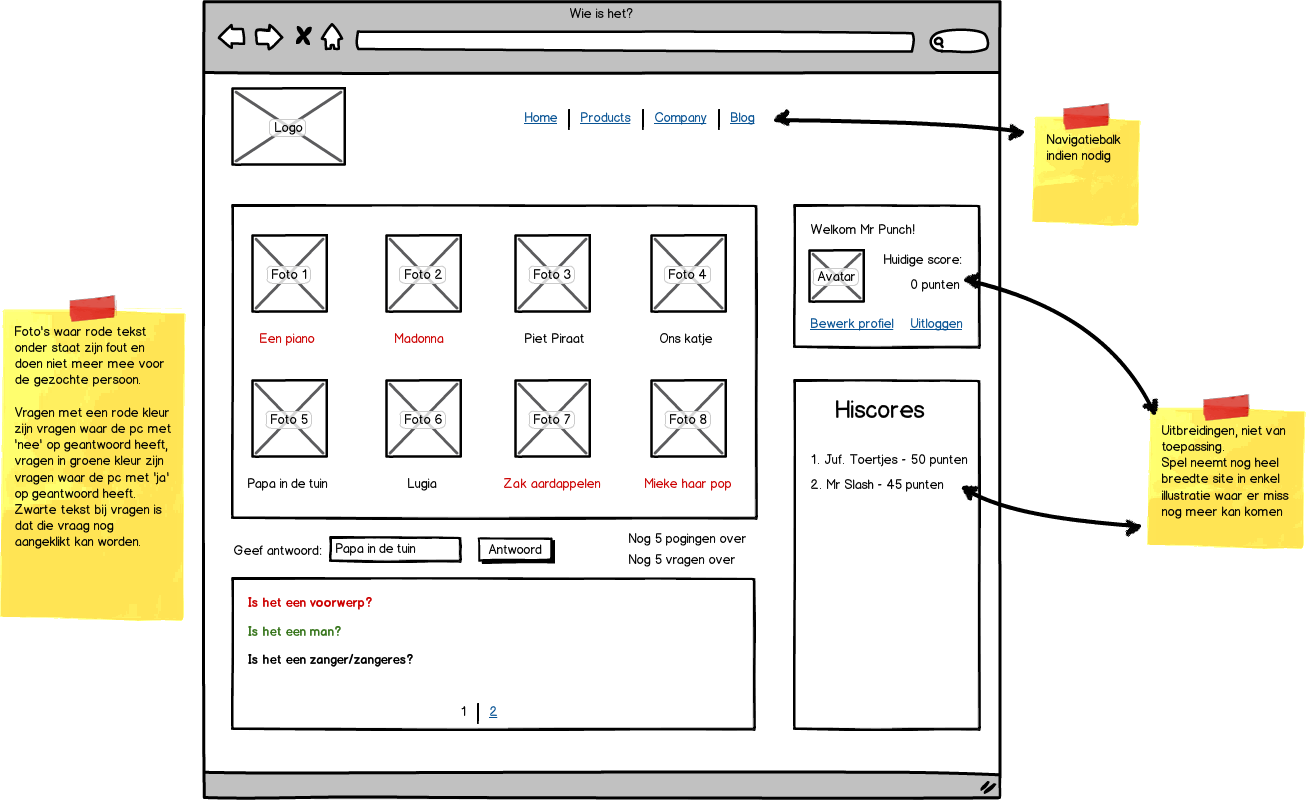 Wie is het?
Logo
Home
Products
Company
Blog
Navigatiebalk
indien nodig
Foto 1
Foto 2
Foto 3
Foto 4
Een piano
Madonna
Piet Piraat
Ons katje
Foto 5
Foto 6
Foto 7
Foto 8
Papa in de tuin
Lugia
Zak aardappelen
Mieke haar pop
Welkom Mr Punch!
Avatar
Huidige score:
0 punten
Bewerk profiel
Uitloggen
Hiscores
1. Juf. Toertjes - 50 punten
2. Mr Slash - 45 punten
Geef antwoord:
Papa in de tuin
Antwoord
Nog 5 pogingen over
Nog 5 vragen over
Is het een voorwerp?
Is het een man?
Is het een zanger/zangeres?
1
2
Foto's waar rode tekst
onder staat zijn fout en
doen niet meer mee voor
de gezochte persoon.
Vragen met een rode kleur
zijn vragen waar de pc met
'nee' op geantwoord heeft,
vragen in groene kleur zijn
vragen waar de pc met 'ja'
op geantwoord heeft.
Zwarte tekst bij vragen is
dat die vraag nog
aangeklikt kan worden.
Uitbreidingen, niet van
toepassing.
Spel neemt nog heel
breedte site in enkel
illustratie waar er miss
nog meer kan komen